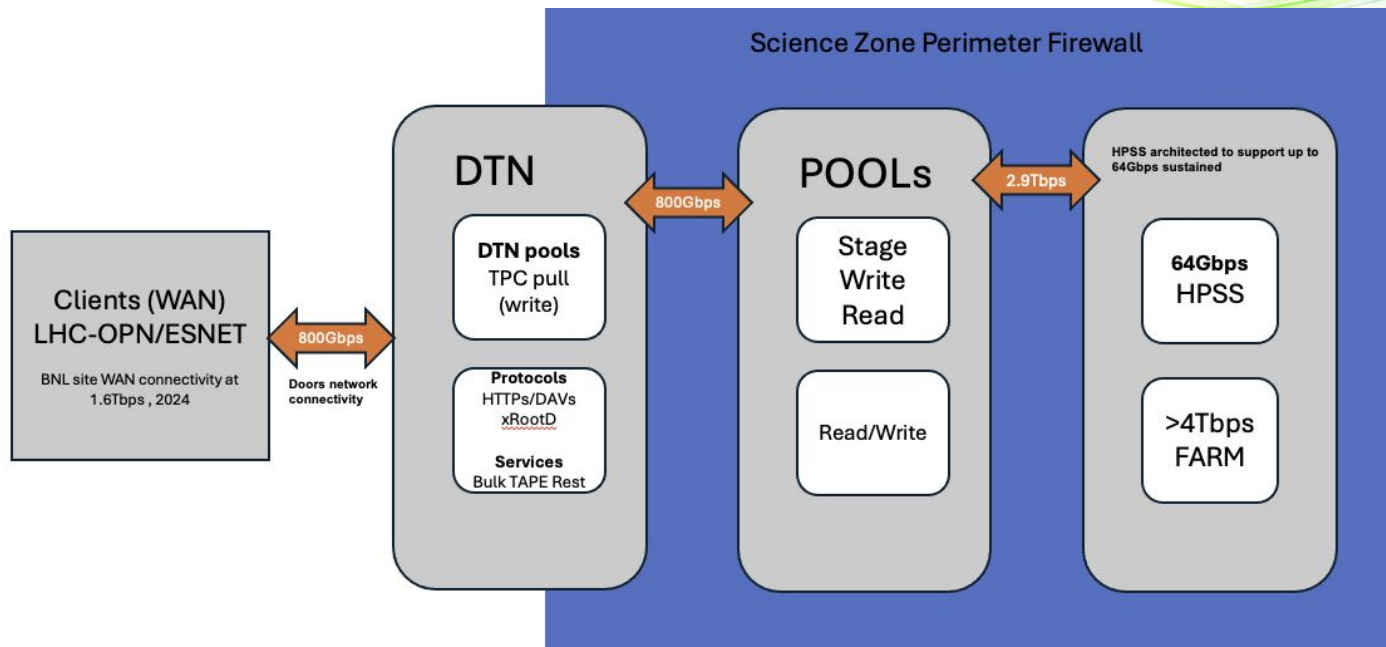 Science Zone Perimeter Firewall
Clients (WAN)
LHC-OPN/ESNET
BNL site WAN connectivity at
1.6Tbps , 2024
800Gbps
Doors network
connectivity
DTN
DTN pools
TPC pull
(write)
Protocols
HTTPs/DAVs
xRootD
Services
Bulk TAPE Rest
800Gbps
POOLs
Stage
Write
Read
Read/Write
2.9Tbps
HPSS architected to support up to
64Gbps sustained
64Gbps
HPSS
>4Tbps
FARM